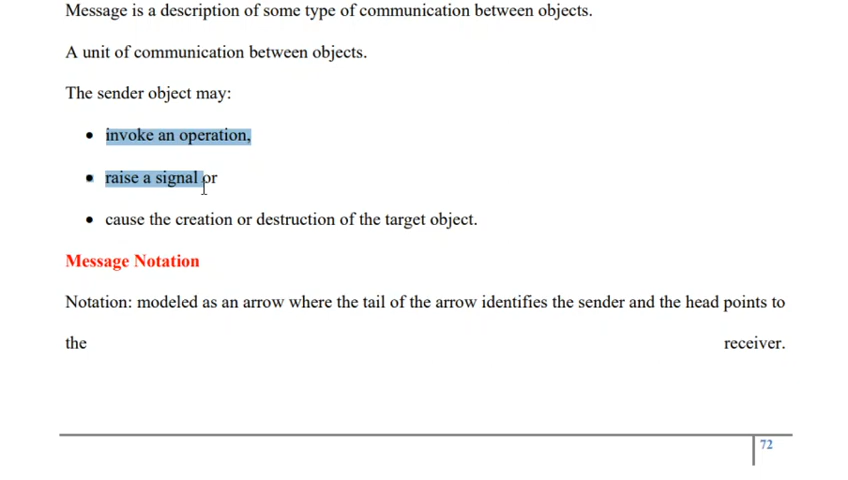 Message is a description of some type of communication between objects.
A unit of communication between objects.
The sender object may:
• invoke an operation,
• raise a signal or
• cause the creation or destruction of the target object.
Message Notation
Notation: modeled as an arrow where the tail of the arrow identifies the sender and the head points to
the receiver.
72